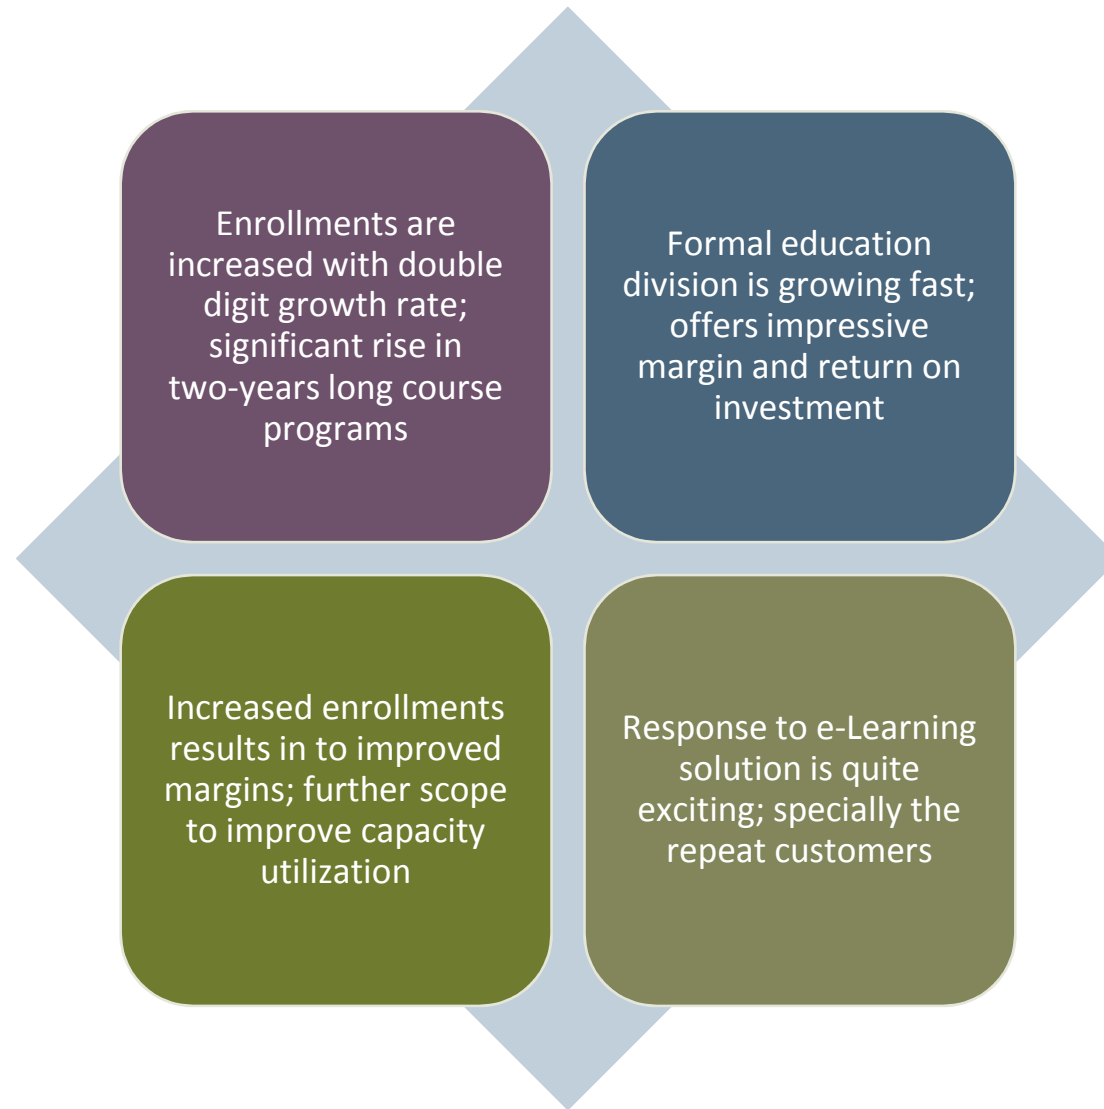 Enrollments are
increased with double
digit growth rate;
significant rise in
two-years long course
programs
Formal education
division is growing fast;
offers impressive
margin and return on
investment
Increased enrollments
results in to improved
margins; further scope
to improve capacity
utilization
Response to e-Learning
solution is quite
exciting; specially the
repeat customers